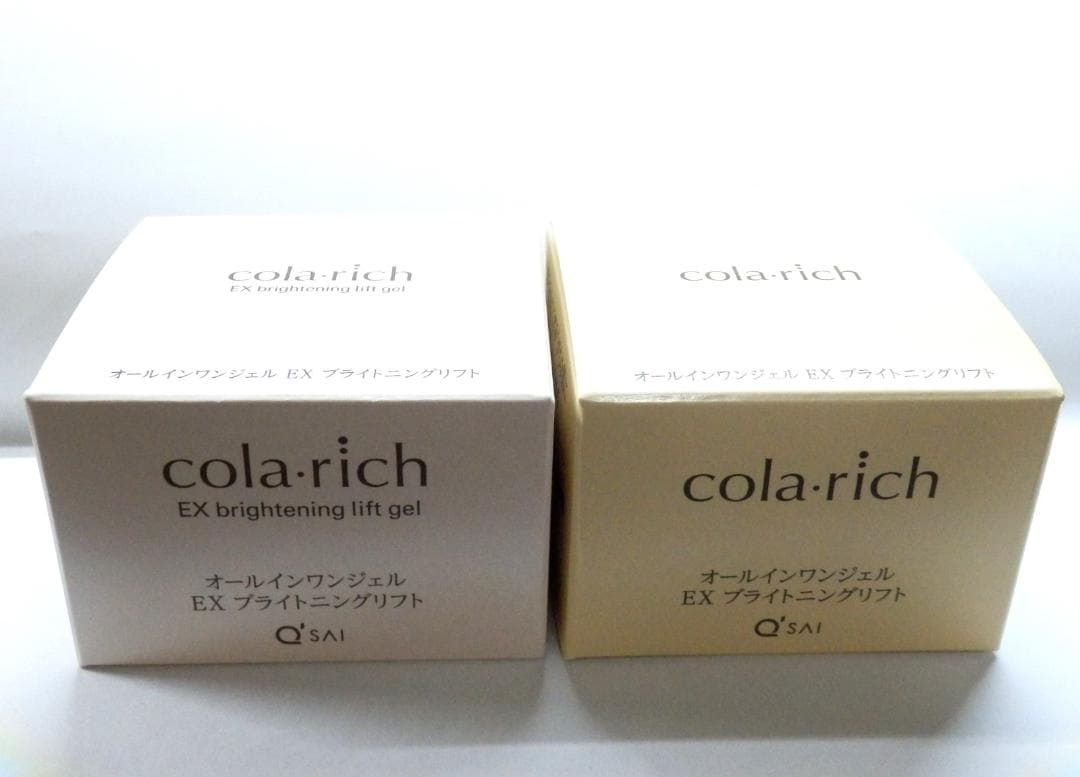 cola·rich
EX brightening lift gel
オールインワンジェル EX ブライトニングリフト
cola·rich
EX brightening lift gel
オールインワンジェル
EX ブライトニングリフト
Q'SAI
cola·rich
オールインワンジェル EX ブライトニングリフト
cola·rich
オールインワンジェル
EX ブライトニングリフト
Q'SAI